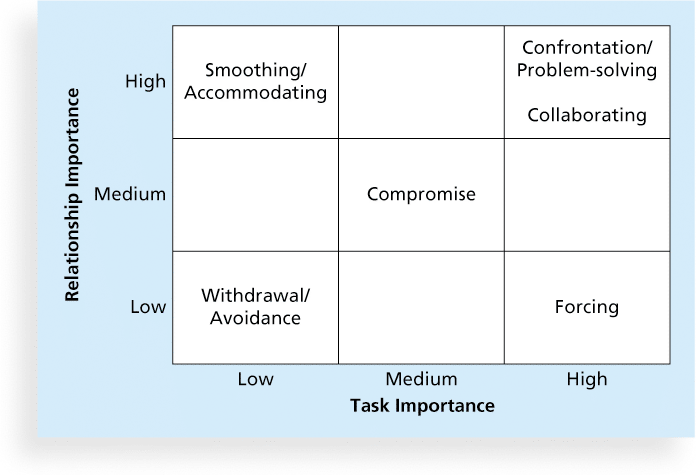 Relationship Importance
High
Smoothing/
Accommodating
Confrontation/
Problem-solving
Collaborating
Medium
Compromise
Low
Withdrawal/
Avoidance
Forcing
Low
Medium
High
Task Importance